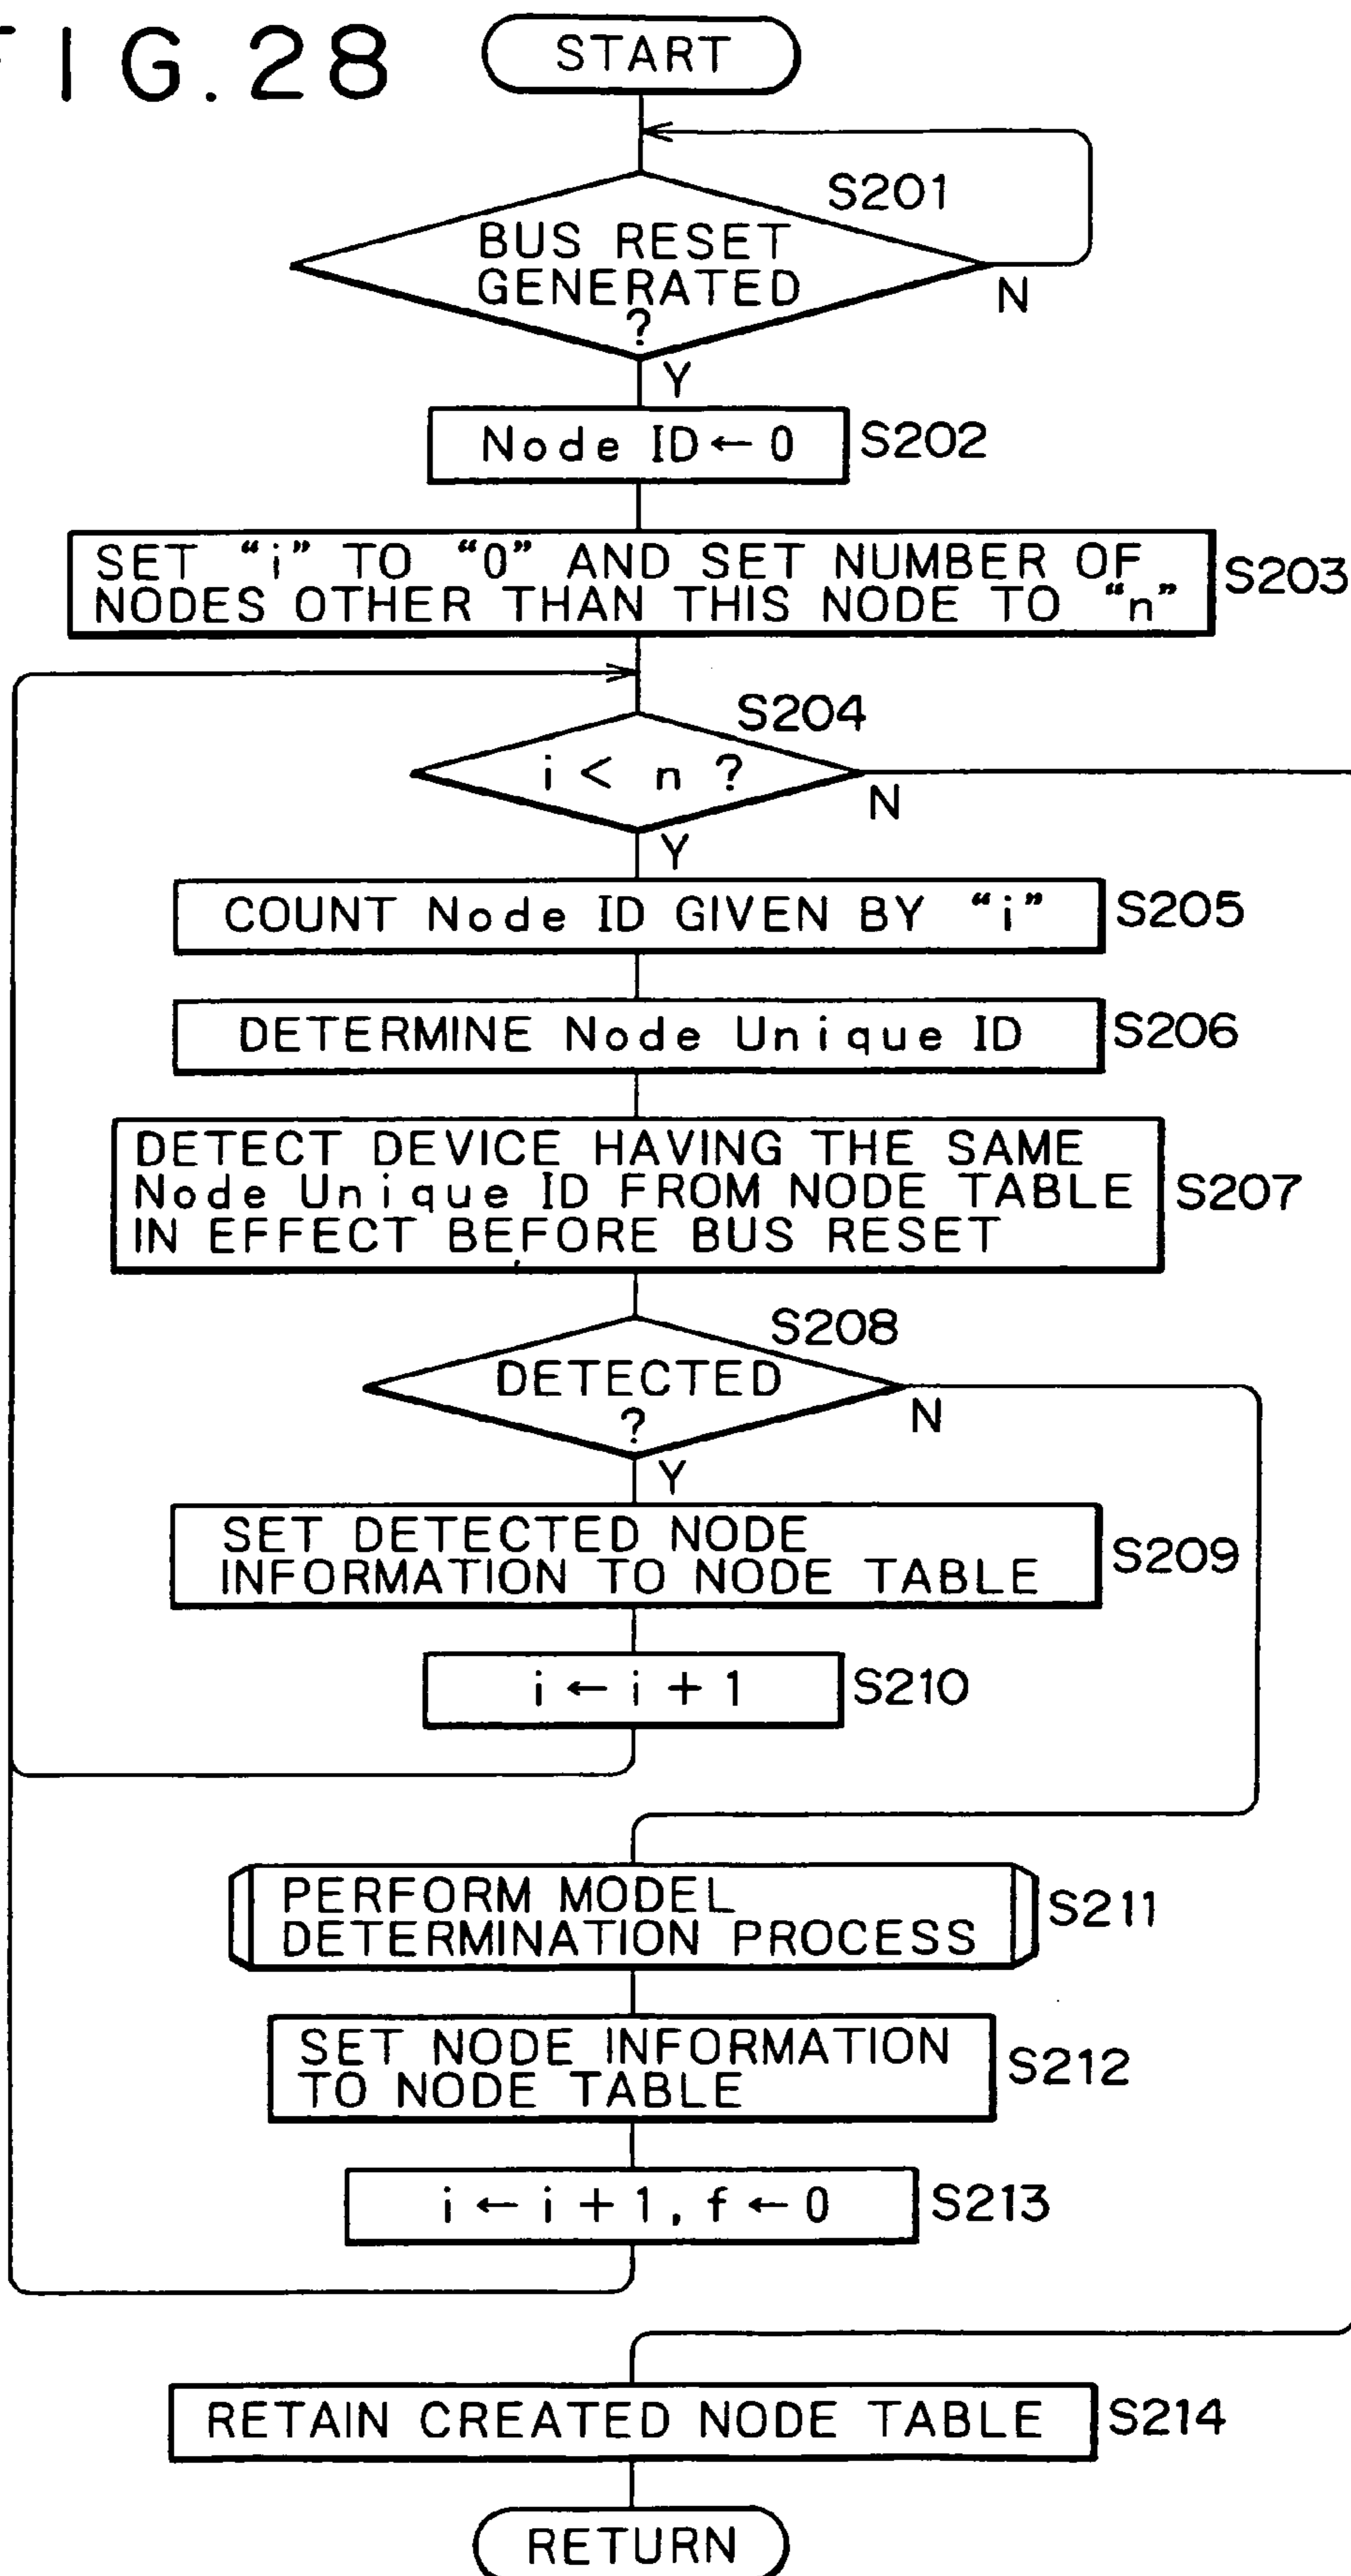 FIG.28
START
S201
BUS RESET
GENERATED
?
N
Y
Node ID ← 0
S202
SET “i” TO “0” AND SET NUMBER OF
NODES OTHER THAN THIS NODE TO “n”
S203
S204
i < n ?
N
Y
COUNT Node ID GIVEN BY “i”
S205
DETERMINE Node Unique ID
S206
DETECT DEVICE HAVING THE SAME
Node Unique ID FROM NODE TABLE
IN EFFECT BEFORE BUS RESET
S207
S208
DETECTED
?
N
Y
SET DETECTED NODE
INFORMATION TO NODE TABLE
S209
i ← i + 1
S210
PERFORM MODEL
DETERMINATION PROCESS
S211
SET NODE INFORMATION
TO NODE TABLE
S212
i ← i + 1, f ← 0
S213
RETAIN CREATED NODE TABLE
S214
RETURN